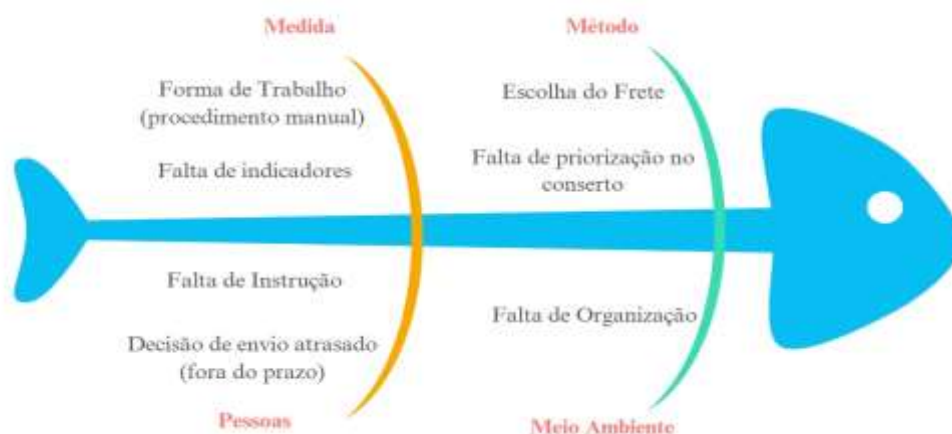 Medida
Forma de Trabalho
(procedimento manual)
Falta de indicadores
Falta de Instrução
Decisão de envio atrasado
(fora do prazo)
Pessoas
Método
Escolha do Frete
Falta de priorização no
conserto
Falta de Organização
Meio Ambiente